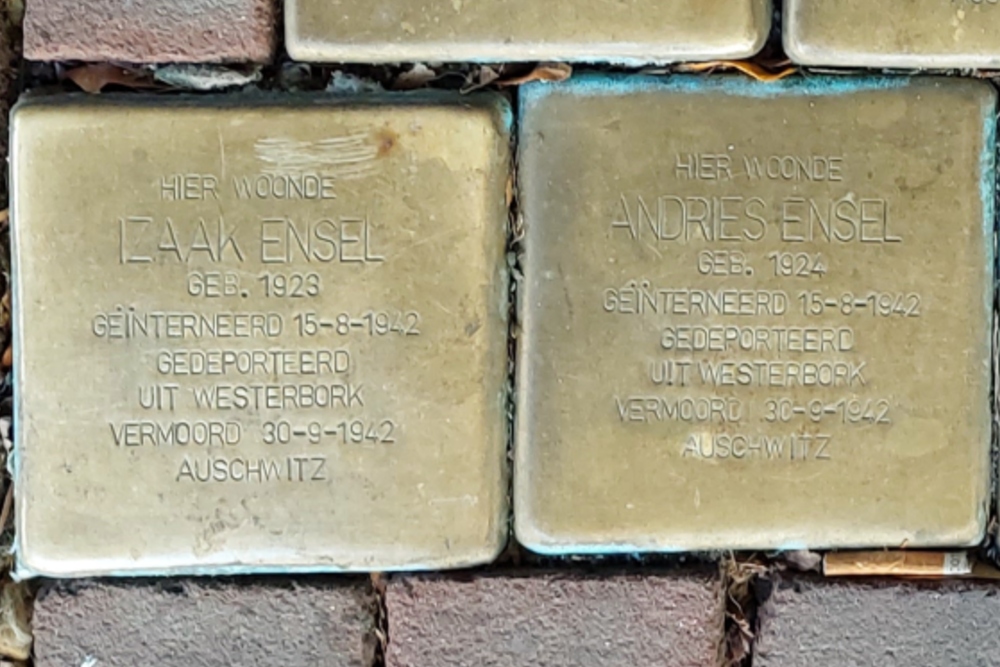 HIER WOONDE
IZAAK ENSEL
GEB. 1923
GEÏNTERNEERD 15-8-1942
GEDEPORTEERD
UIT WESTERBORK
VERMOORD 30-9-1942
AUSCHWITZ
HIER WOONDE
ANDRIES ENSEL
GEB. 1924
GEÏNTERNEERD 15-8-1942
GEDEPORTEERD
UIT WESTERBORK
VERMOORD 30-9-1942
AUSCHWITZ